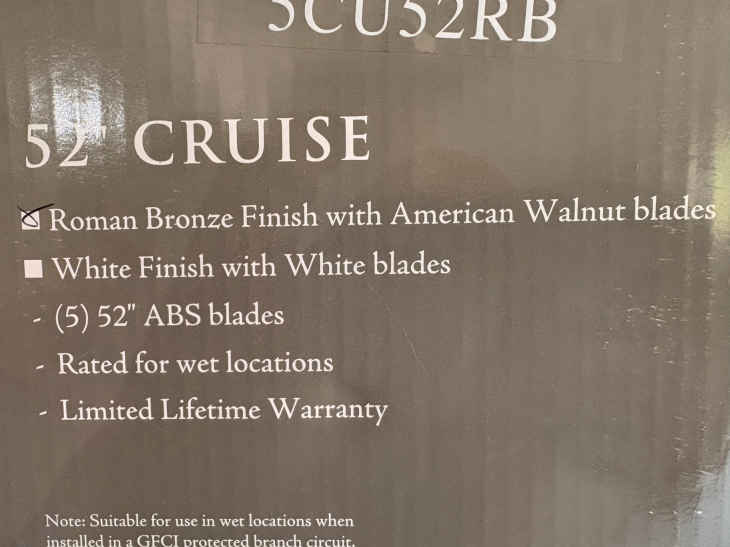 5CU52RB
52" CRUISE
Roman Bronze Finish with American Walnut blades
White Finish with White blades
- (5) 52" ABS blades
- Rated for wet locations
- Limited Lifetime Warranty
Note: Suitable for use in wet locations when
installed in a GFCI protected branch circuit.